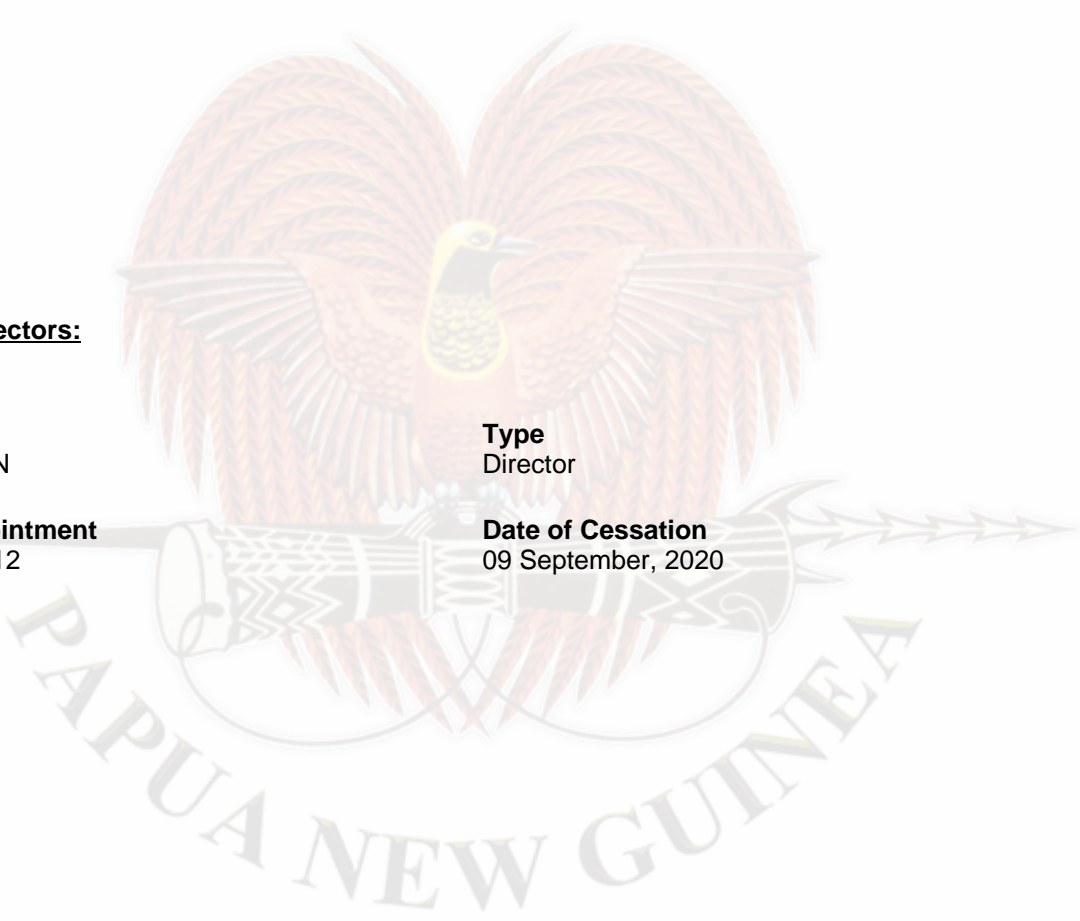 ectors:
Type
N
Director
intment
Date of Cessation
12
09 September, 2020
PAPUA NEW GUINEA